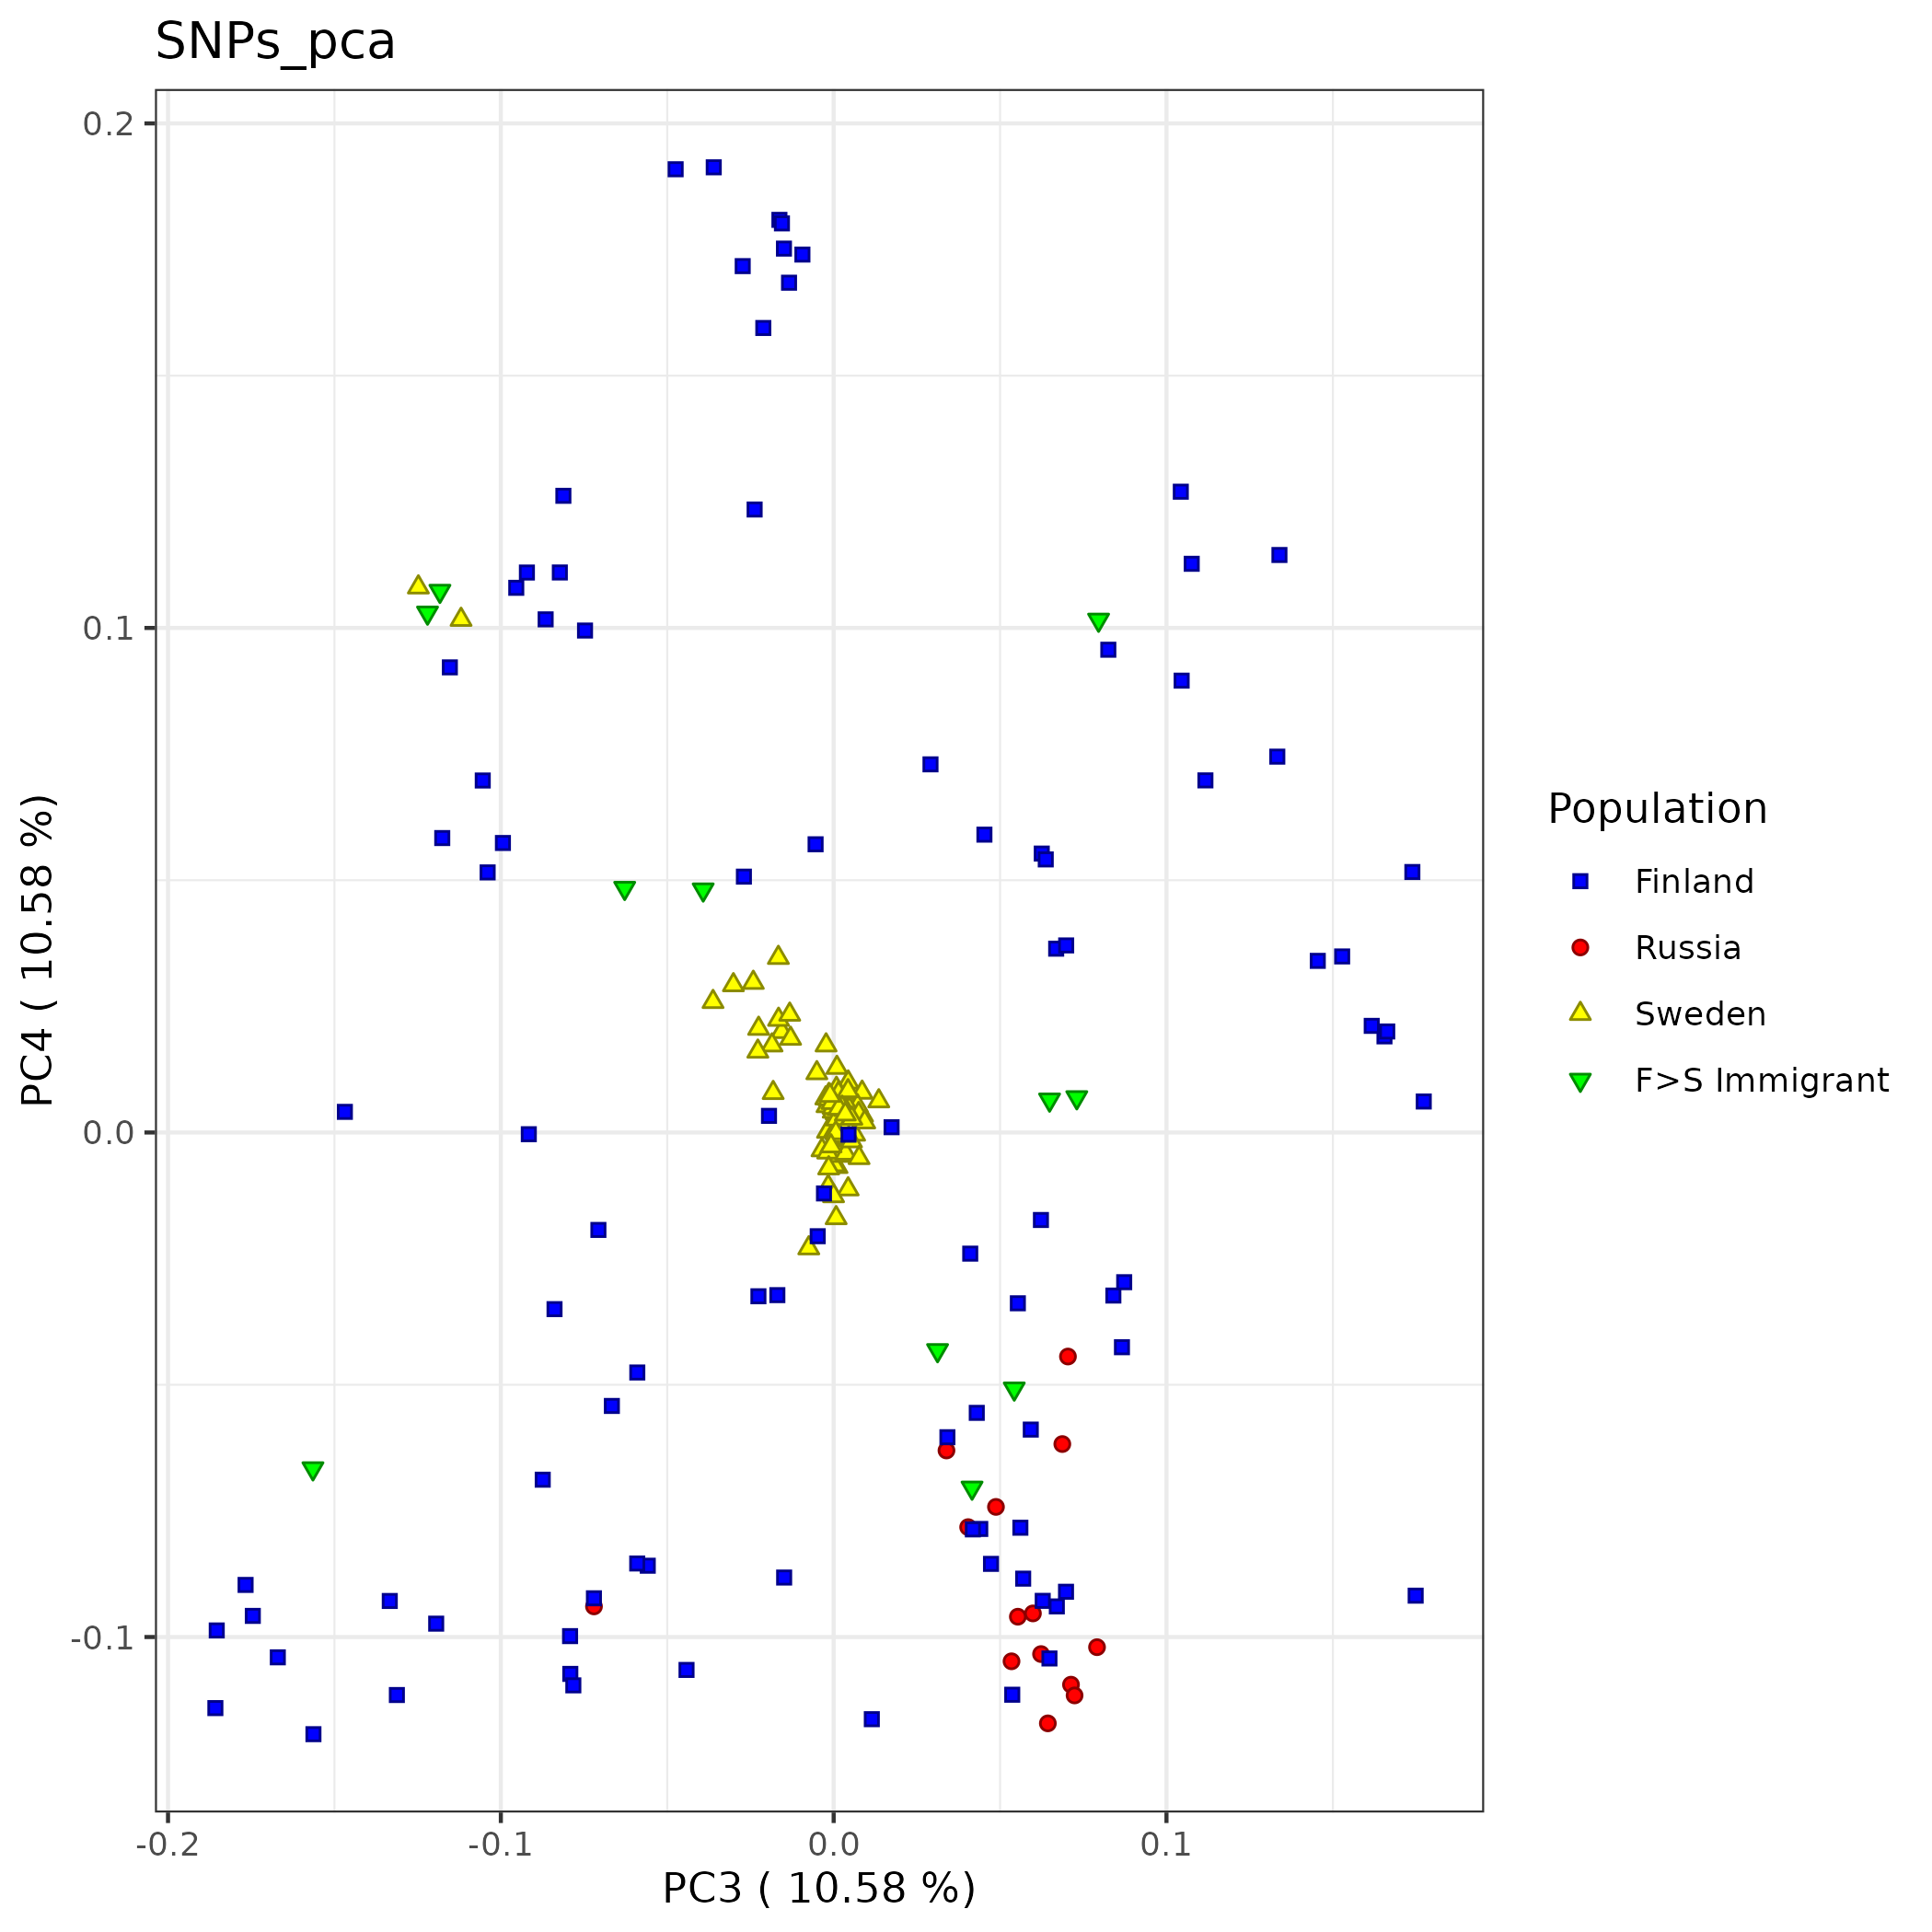 SNPs_pca
0.2
0.1
0.0
-0.1
PC4 ( 10.58 %)
-0.2
-0.1
0.0
0.1
PC3 ( 10.58 %)
Population
Finland
Russia
Sweden
F>S Immigrant